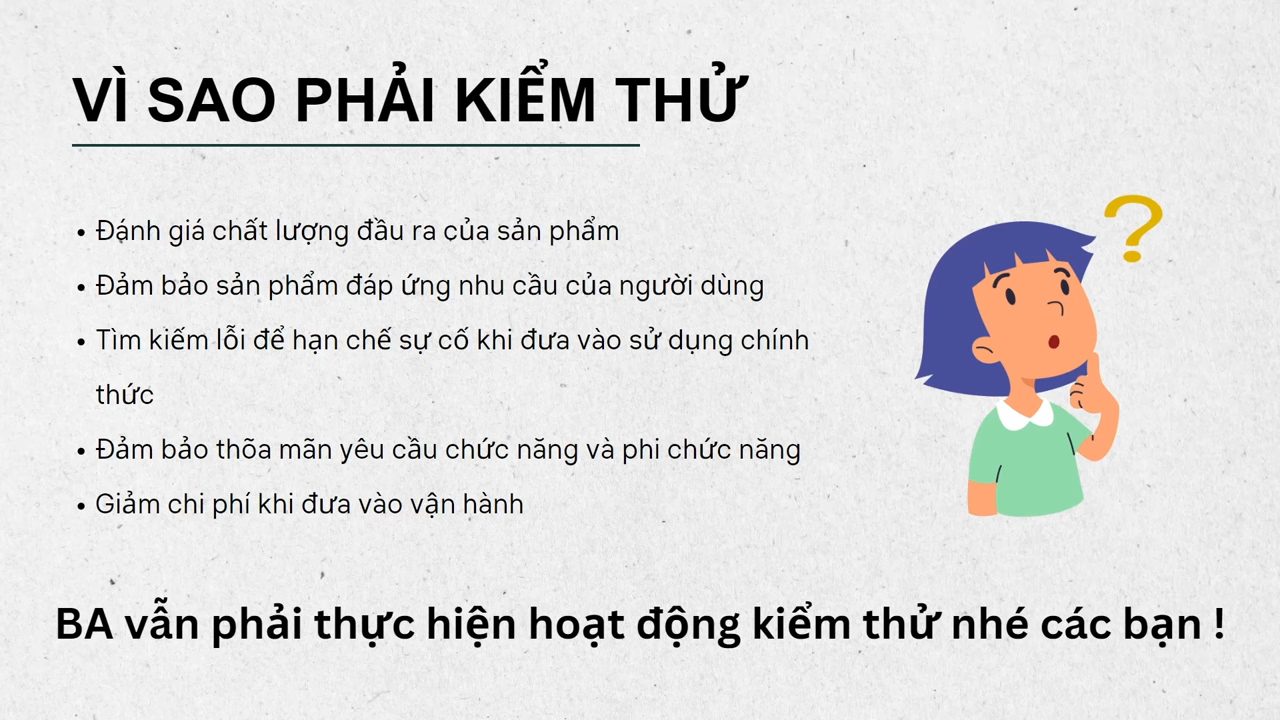 VÌ SAO PHẢI KIỂM THỬ
?
• Đánh giá chất lượng đầu ra của sản phẩm
• Đảm bảo sản phẩm đáp ứng nhu cầu của người dùng
• Tìm kiếm lỗi để hạn chế sự cố khi đưa vào sử dụng chính
thức
• Đảm bảo thõa mãn yêu cầu chức năng và phi chức năng
• Giảm chi phí khi đưa vào vận hành
BA vẫn phải thực hiện hoạt động kiểm thử nhé các bạn !